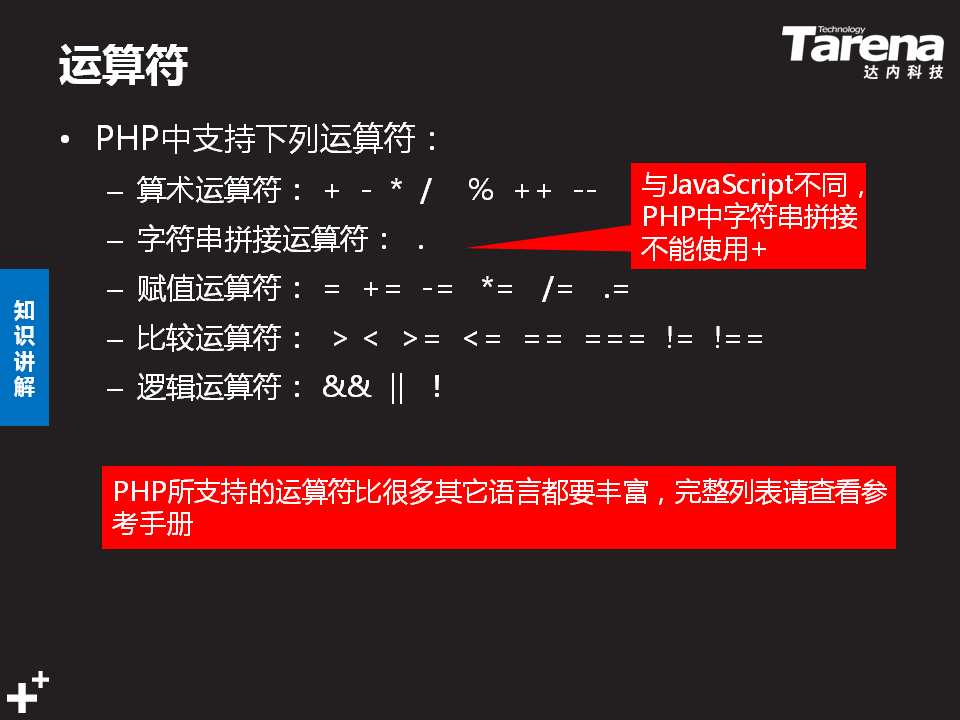 运算符
Technology
Tarena
达内科技
• PHP中支持下列运算符：
– 算术运算符： + - * / % ++ --
– 字符串拼接运算符： .
与JavaScript不同，
PHP中字符串拼接
不能使用+
– 赋值运算符： = += -= *= /= .=
– 比较运算符： > < >= <= == === != !==
– 逻辑运算符： && || !
知
识
讲
解
PHP所支持的运算符比很多其它语言都要丰富，完整列表请查看参
考手册